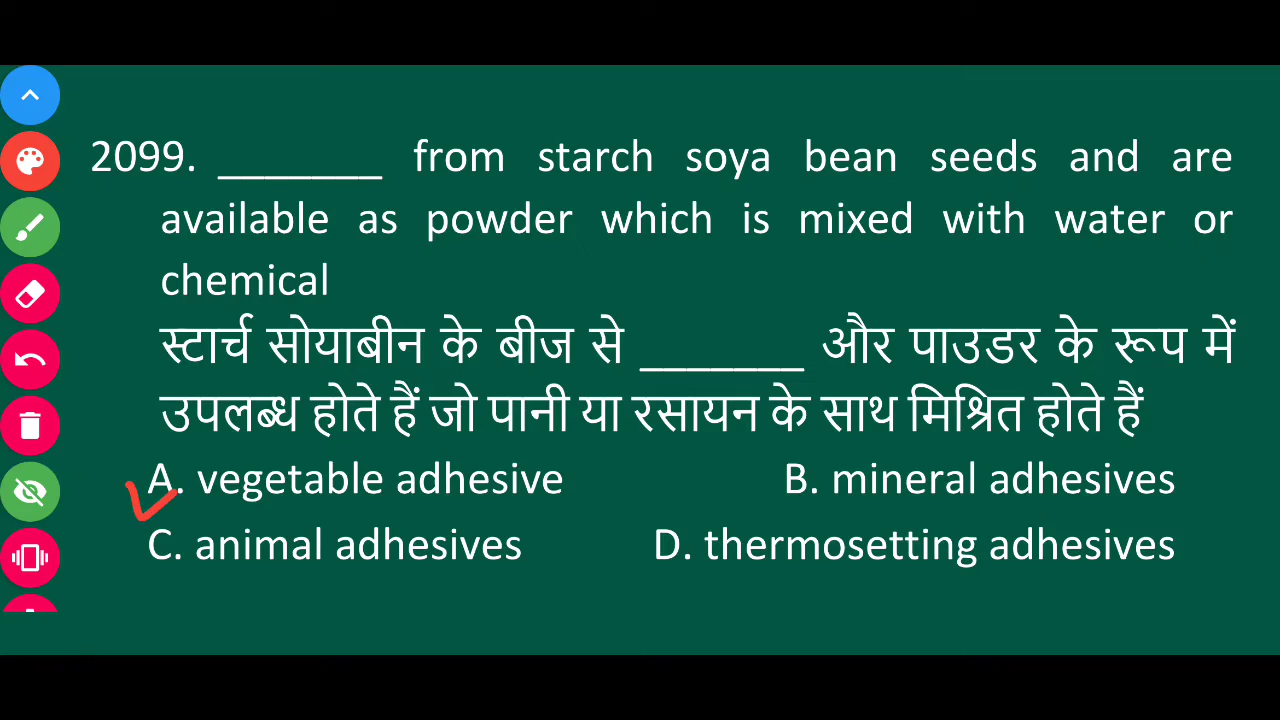 2099. _______ from starch soya bean seeds and are
available as powder which is mixed with water or
chemical
स्टार्च सोयाबीन के बीज से _______ और पाउडर के रूप में
उपलब्ध होते हैं जो पानी या रसायन के साथ मिश्रित होते हैं
A. vegetable adhesive B. mineral adhesives
C. animal adhesives D. thermosetting adhesives